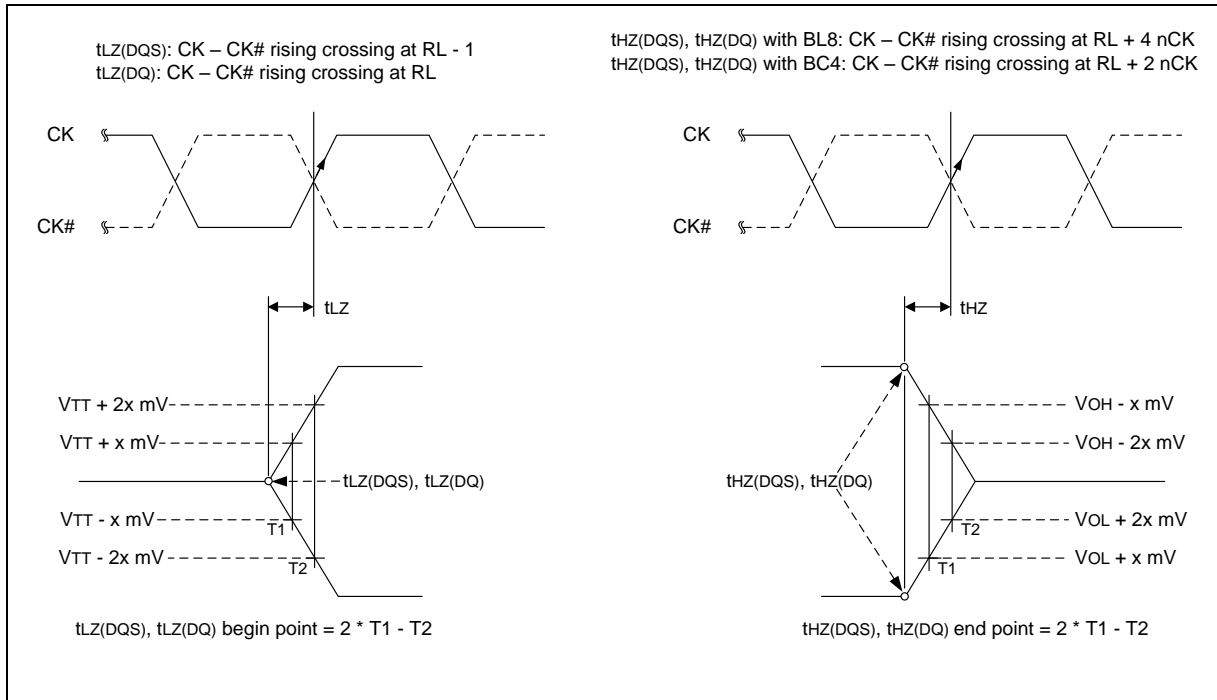 tLZ(DQS): CK – CK# rising crossing at RL - 1
tLZ(DQ): CK – CK# rising crossing at RL
tHZ(DQS), tHZ(DQ) with BL8: CK – CK# rising crossing at RL + 4 nCK
tHZ(DQS), tHZ(DQ) with BC4: CK – CK# rising crossing at RL + 2 nCK
CK
CK#
CK
CK#
tLZ
tHZ
VTT + 2x mV
VTT + x mV
VTT - x mV
VTT - 2x mV
tLZ(DQS), tLZ(DQ)
T1
T2
tHZ(DQS), tHZ(DQ)
VOH - x mV
VOH - 2x mV
VOL + 2x mV
VOL + x mV
T2
T1
tLZ(DQS), tLZ(DQ) begin point = 2 * T1 - T2
tHZ(DQS), tHZ(DQ) end point = 2 * T1 - T2